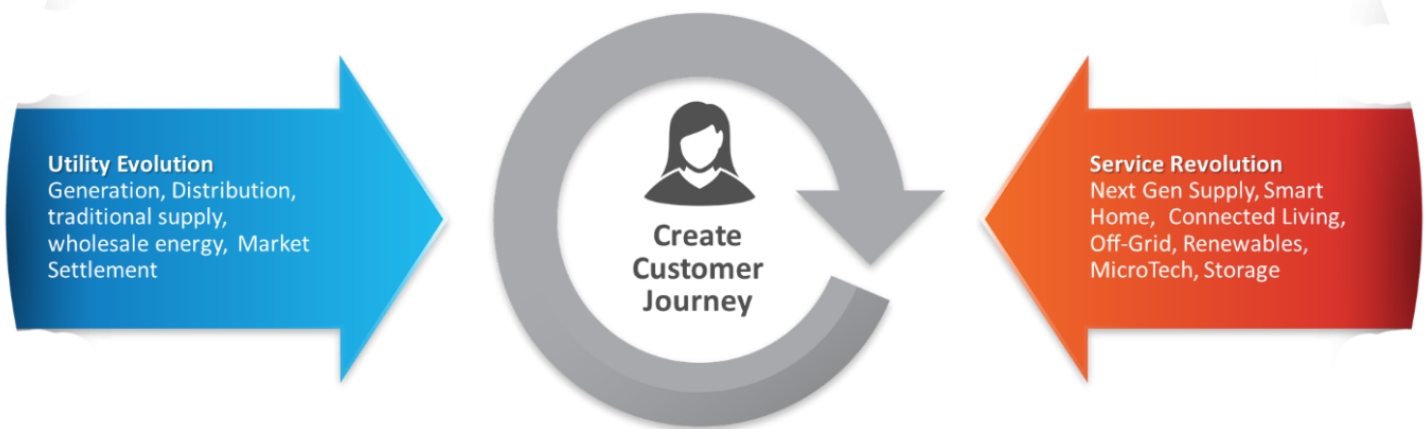 Utility Evolution
Generation, Distribution,
traditional supply,
wholesale energy, Market
Settlement
Create
Customer
Journey
Service Revolution
Next Gen Supply, Smart
Home, Connected Living,
Off-Grid, Renewables,
MicroTech, Storage